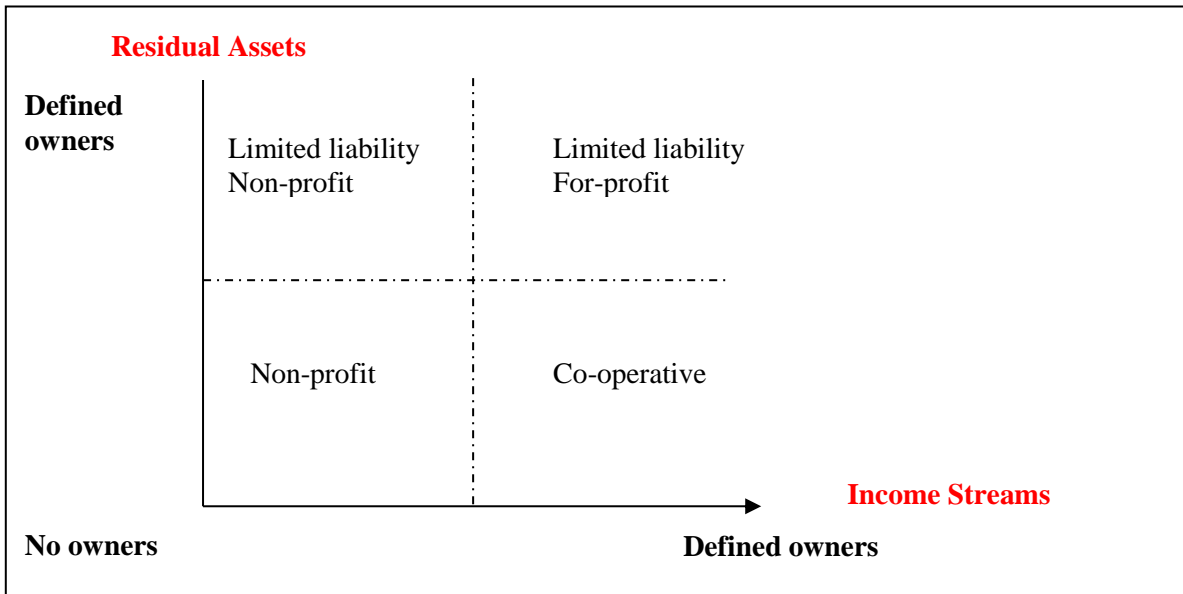 Residual Assets
Defined
owners
Limited liability
Non-profit
Limited liability
For-profit
Non-profit
Co-operative
Income Streams
No owners
Defined owners